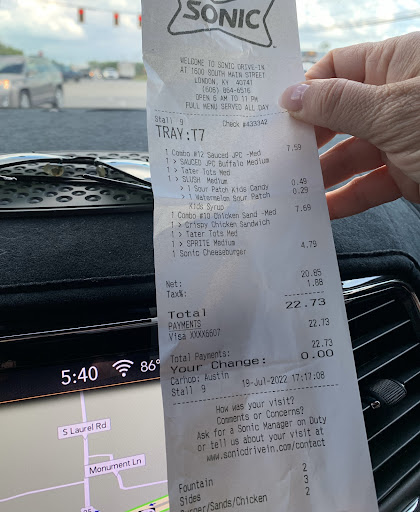 SONIC
WELCOME TO SONIC DRIVE-IN
AT 1500 SOUTH MAIN STREET
LONDON, KY 40741
(606) 864-6516
OPEN 6 AM TO 11 PM
FULL MENU SERVED ALL DAY
Stall 9 Check #433342
TRAY:T7
1 Combo #12 Sauced JPC -Med 7.59
1 > SAUCED JPC Buffalo Medium
1 > Tater Tots Med
1 > SLUSH Medium
> 1 Sour Patch Kids Candy 0.49
> 1 Watermelon Sour Patch 0.29
Kids Syrup
1 Combo #10 Chicken Sand -Med 7.69
1 > Crispy Chicken Sandwich
1 > Tater Tots Med
1 > SPRITE Medium
1 Sonic Cheeseburger 4.79
Net: 20.85
Tax%: 1.88
Total 22.73
PAYMENTS
Visa XXXX6607 22.73
Total Payments: 22.73
Your Change: 0.00
Carhop: Austin
Stall 9 19-Jul-2022 17:17:08
How was your visit?
Comments or Concerns?
Ask for a Sonic Manager on Duty
or tell us about your visit at
www.sonicdrivein.com/contact
Fountain 2
Sides 3
Burger/Sands/Chicken 2
5:40 86°
S Laurel Rd
Monument Ln